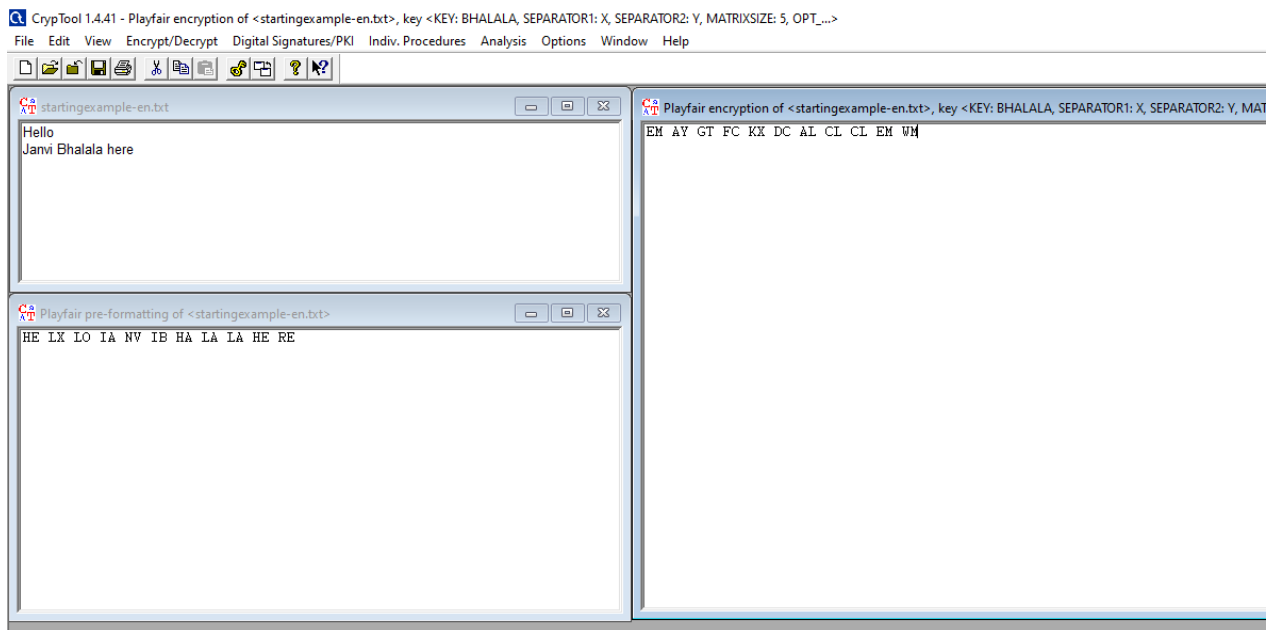 CrypTool 1.4.41 - Playfair encryption of <startingexample-en.txt>, key <KEY: BHALALA, SEPARATOR1: X, SEPARATOR2: Y, MATRIXSIZE: 5, OPT_...>
File Edit View Encrypt/Decrypt Digital Signatures/PKI Indiv. Procedures Analysis Options Window Help
startingexample-en.txt
Hello
Janvi Bhalala here
Playfair pre-formatting of <startingexample-en.txt>
HE LX LO IA NV IB HA LA LA HE RE
Playfair encryption of <startingexample-en.txt>, key <KEY: BHALALA, SEPARATOR1: X, SEPARATOR2: Y, MAT
EM AY GT FC KX DC AL CL CL EM WM